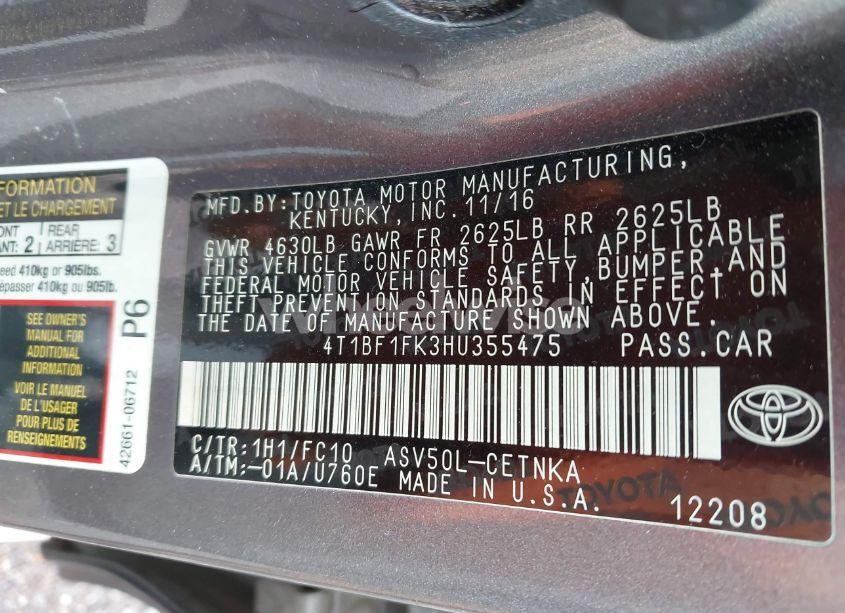 FORMATION
ET LE CHARGEMENT
FRONT
ANT: 2
REAR
ARRIÈRE: 3
eed 410kg or 905lbs.
épasser 410kg ou 905lb.
SEE OWNER'S
MANUAL FOR
ADDITIONAL
INFORMATION
VOIR LE MANUEL
DE L'USAGER
POUR PLUS DE
RENSEIGNEMENTS
P6
42661-06712
MFD.BY:TOYOTA MOTOR MANUFACTURING,
KENTUCKY, INC. 11/16
GVWR 4630LB GAWR FR 2625LB RR 2625LB
THIS VEHICLE CONFORMS TO ALL APPLICABLE
FEDERAL MOTOR VEHICLE SAFETY, BUMPER, AND
THEFT PREVENTION STANDARDS IN EFFECT ON
THE DATE OF MANUFACTURE SHOWN ABOVE.
4T1BF1FK3HU355475 PASS.CAR
C/TR:1H1/FC10 ASV50L-CETNKA
A/TM:-01A/U760E MADE IN U.S.A.
12208
TOYOTA